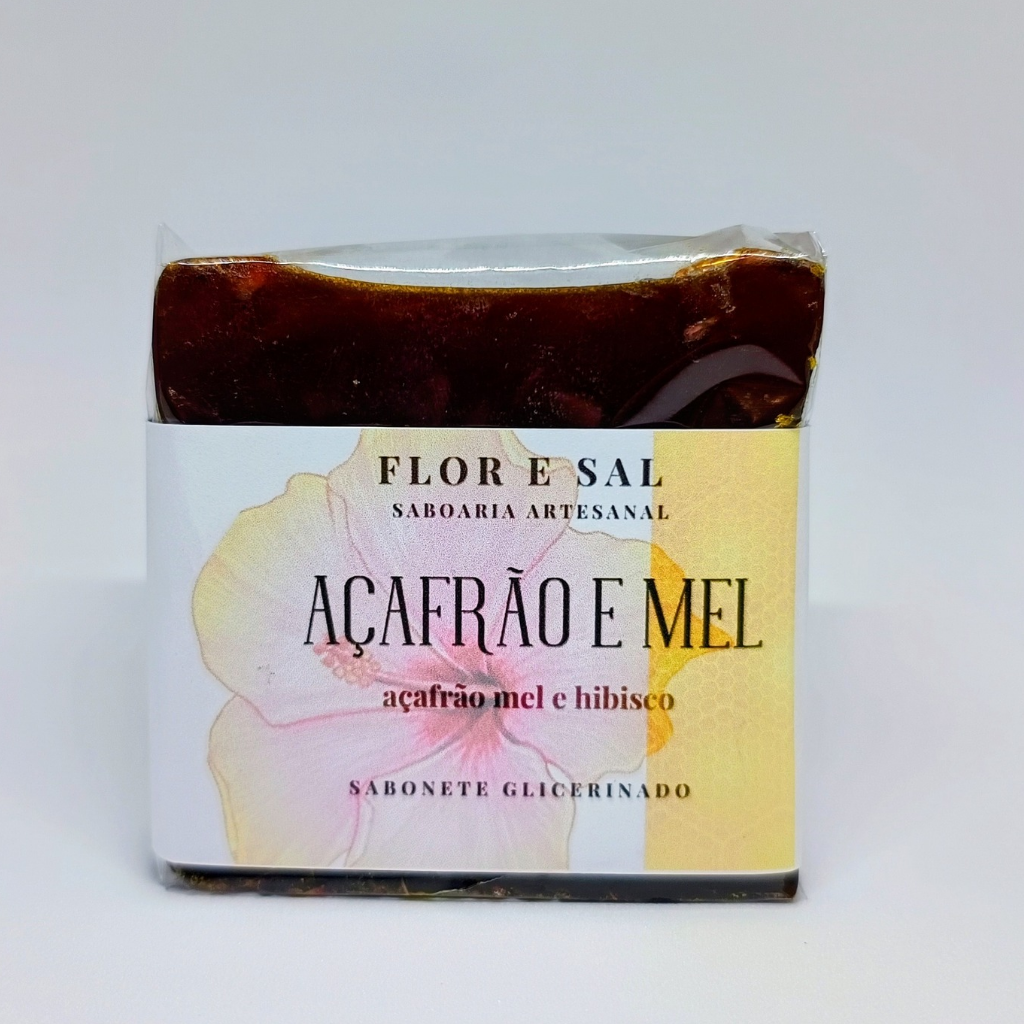 FLOR E SAL
SABOARIA ARTESANAL
AÇAFRÃO E MEL
açafrão mel e hibisco
SABONETE GLICERINADO